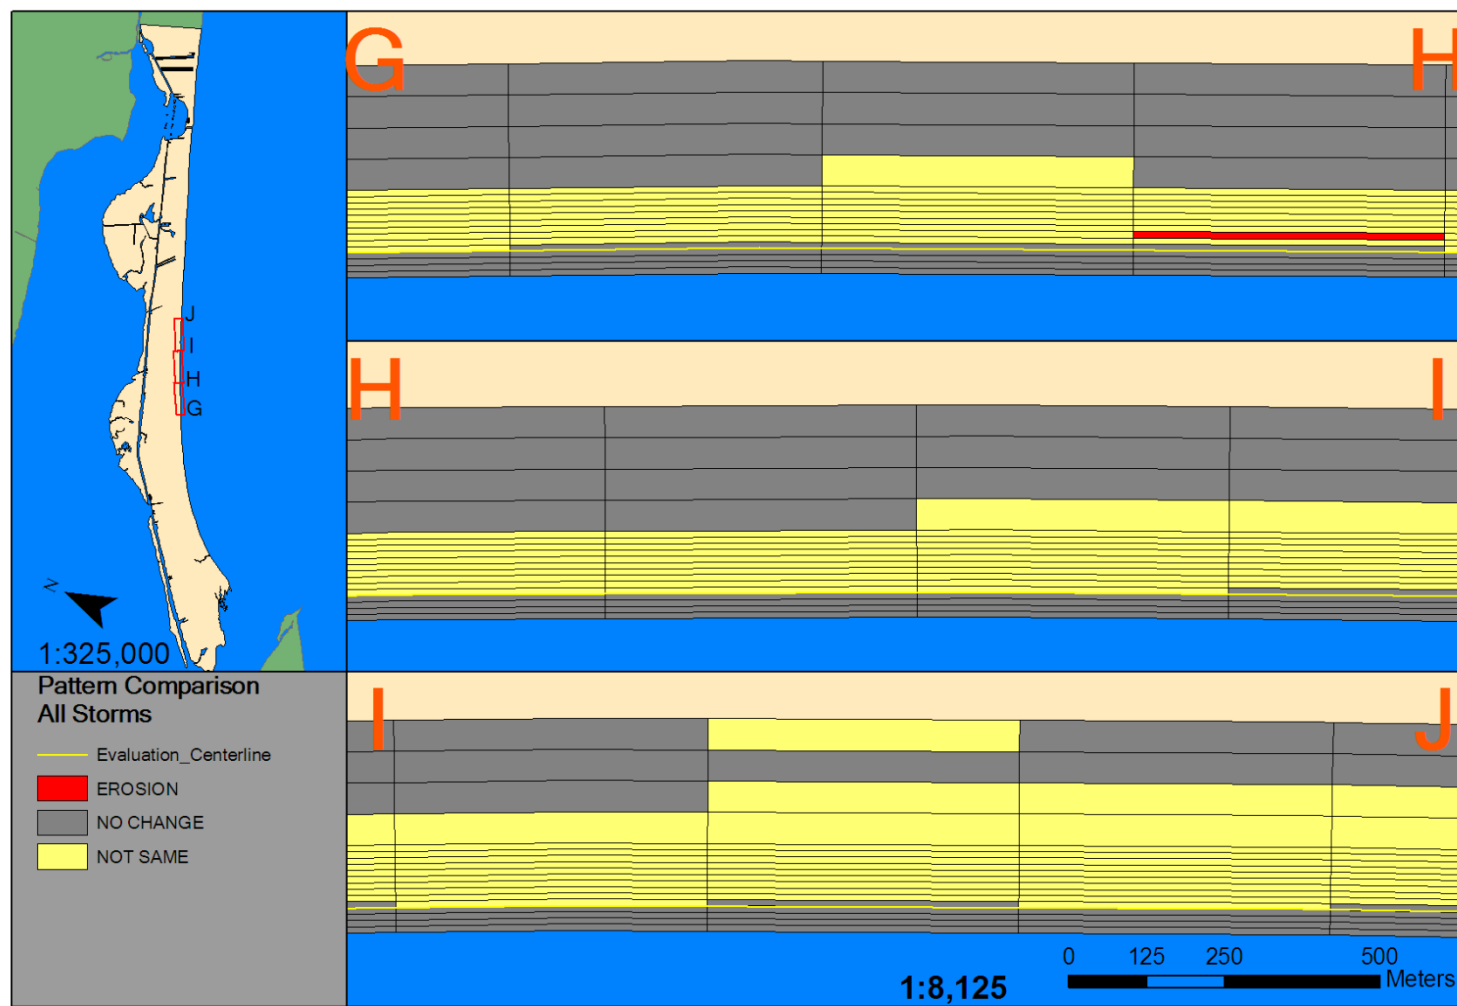 G
H
H
I
I
J
J
I
H
G
N
1:325,000
Pattern Comparison
All Storms
Evaluation_Centerline
EROSION
NO CHANGE
NOT SAME
0 125 250 500
Meters
1:8,125